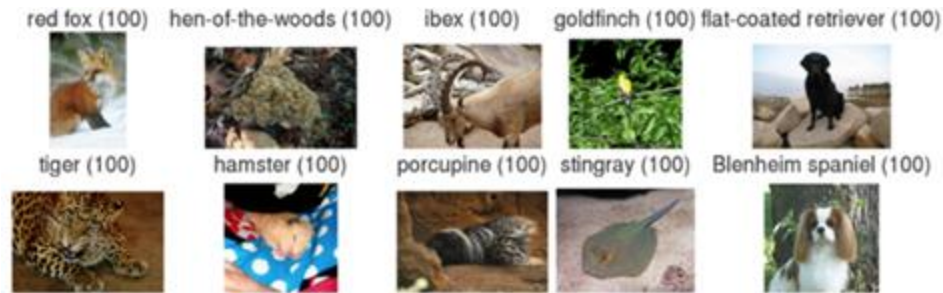 red fox (100) hen-of-the-woods (100) ibex (100) goldfinch (100) flat-coated retriever (100)
tiger (100) hamster (100) porcupine (100) stingray (100) Blenheim spaniel (100)